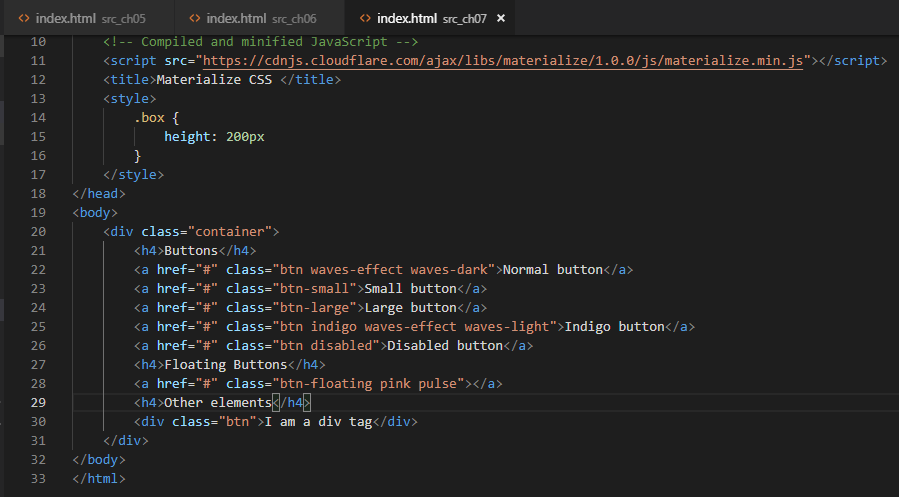 <> index.html src_ch05 <> index.html src_ch06 <> index.html src_ch07 ×
10 <!-- Compiled and minified JavaScript -->
11 <script src="https://cdnjs.cloudflare.com/ajax/libs/materialize/1.0.0/js/materialize.min.js"></script>
12 <title>Materialize CSS </title>
13 <style>
14 .box {
15 height: 200px
16 }
17 </style>
18 </head>
19 <body>
20 <div class="container">
21 <h4>Buttons</h4>
22 <a href="#" class="btn waves-effect waves-dark">Normal button</a>
23 <a href="#" class="btn-small">Small button</a>
24 <a href="#" class="btn-large">Large button</a>
25 <a href="#" class="btn indigo waves-effect waves-light">Indigo button</a>
26 <a href="#" class="btn disabled">Disabled button</a>
27 <h4>Floating Buttons</h4>
28 <a href="#" class="btn-floating pink pulse"></a>
29 <h4>Other elements</h4>
30 <div class="btn">I am a div tag</div>
31 </div>
32 </body>
33 </html>